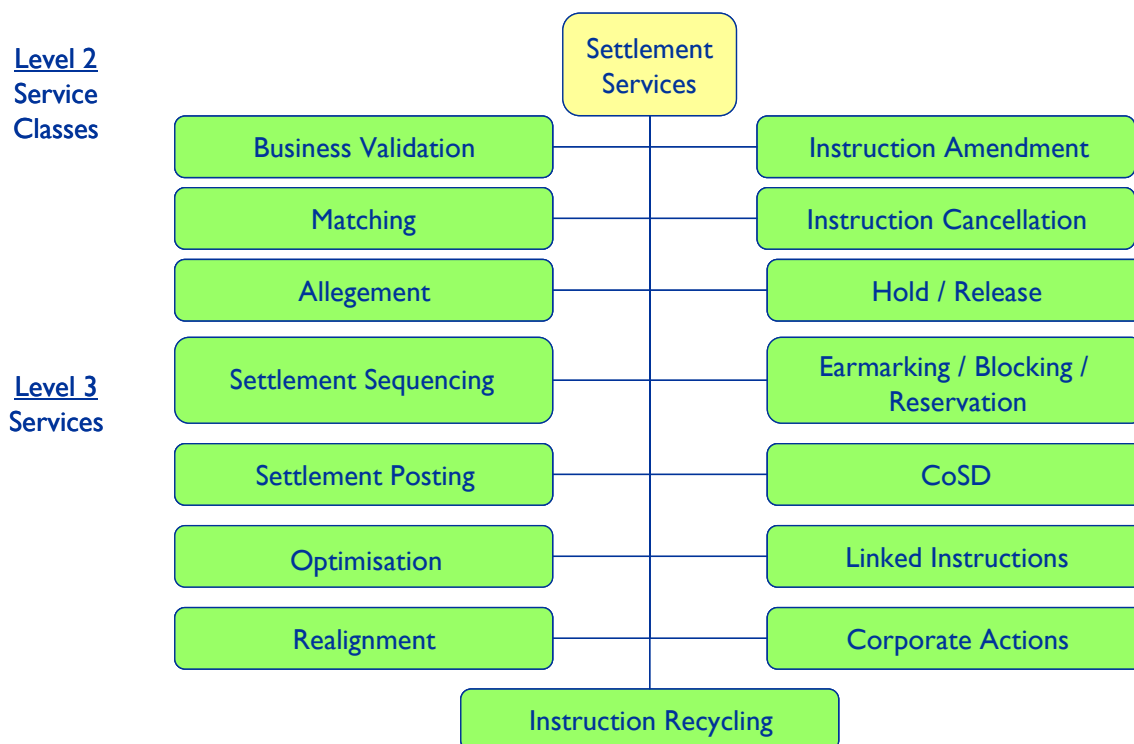 Level 2
Service
Classes
Settlement
Services
Business Validation
Instruction Amendment
Matching
Instruction Cancellation
Allegement
Hold / Release
Level 3
Services
Settlement Sequencing
Earmarking / Blocking /
Reservation
Settlement Posting
CoSD
Optimisation
Linked Instructions
Realignment
Corporate Actions
Instruction Recycling